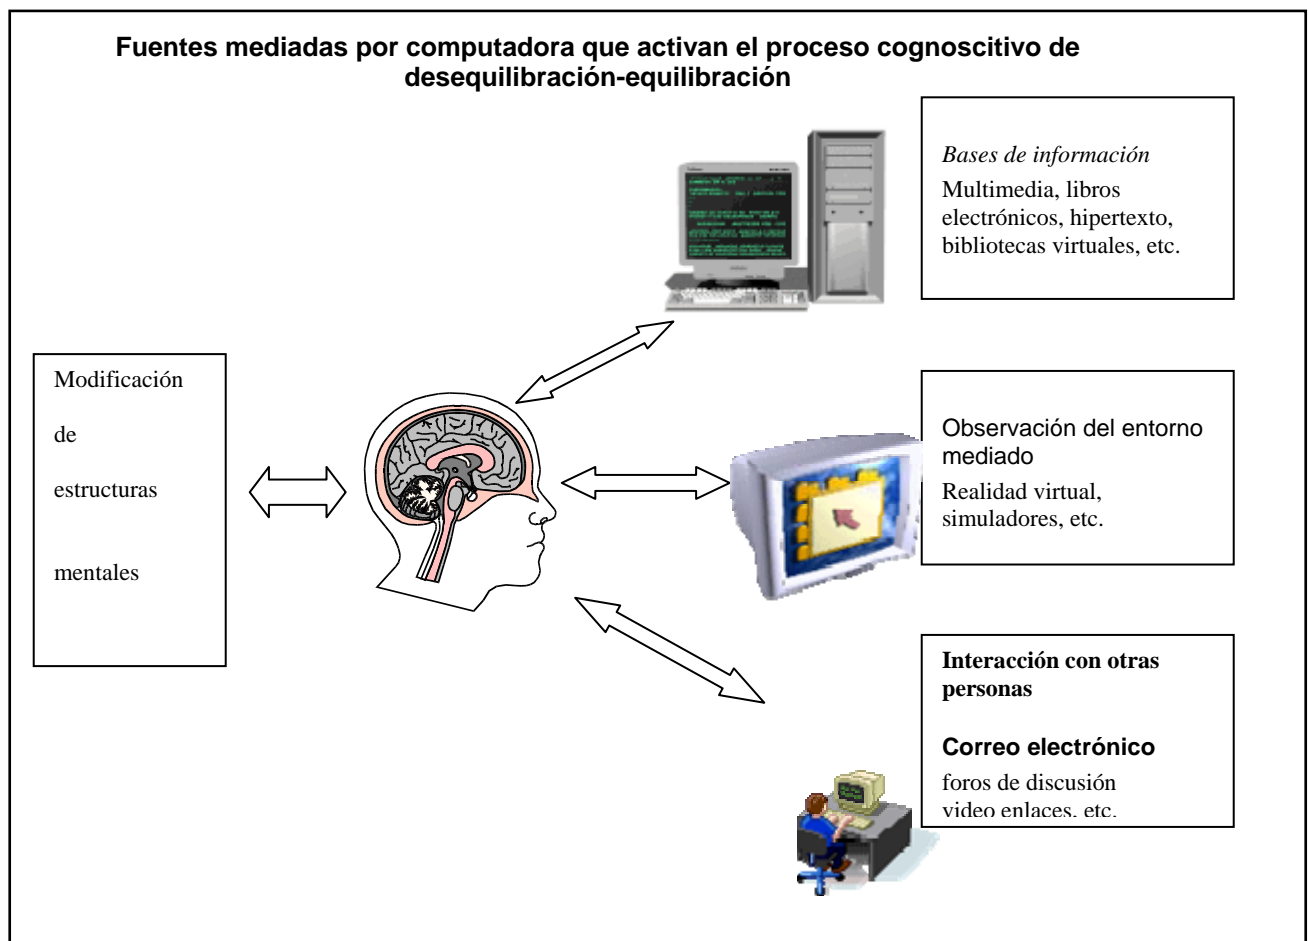 Fuentes mediadas por computadora que activan el proceso cognoscitivo de
desequilibración-equilibración
Bases de información
Multimedia, libros
electrónicos, hipertexto,
bibliotecas virtuales, etc.
Modificación
de
estructuras
mentales
Observación del entorno
mediado
Realidad virtual,
simuladores, etc.
Interacción con otras
personas
Correo electrónico
foros de discusión
video enlaces, etc.